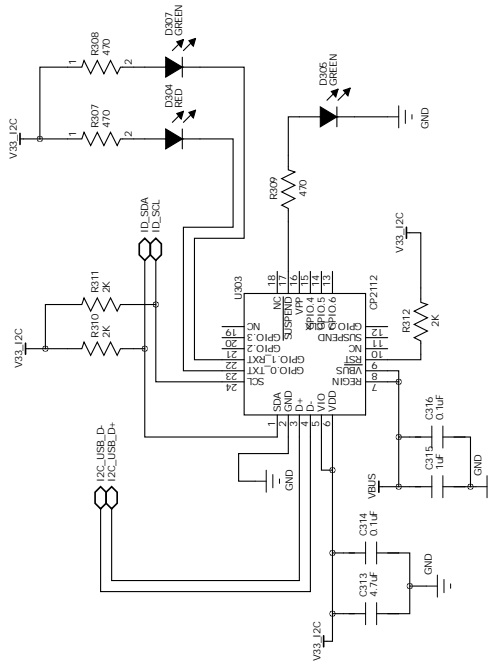 V33_I2C
R308
470
1
2
D307
GREEN
R307
470
1
2
D304
RED
R309
470
D305
GREEN
GND
V33_I2C
R311
2K
R310
2K
ID_SDA
ID_SCL
I2C_USB_D-
I2C_USB_D+
U303
CP2112
SDA
GND
D+
D-
VIO
VDD
1
2
3
4
5
6
REGIN
VBUS
RST
NC
SUSPEND
7
8
9
10
11
12
GPIO.6
GPIO.5
GPIO.4
VPP
SUSPEND
NC
13
14
15
16
17
18
NC
GPIO.3
GPIO.2
GPIO.1_RXT
GPIO.0_TXT
SCL
19
20
21
22
23
24
GND
R312
2K
V33_I2C
VBUS
C315
1uF
C316
0.1uF
GND
V33_I2C
C313
4.7uF
C314
0.1uF
GND